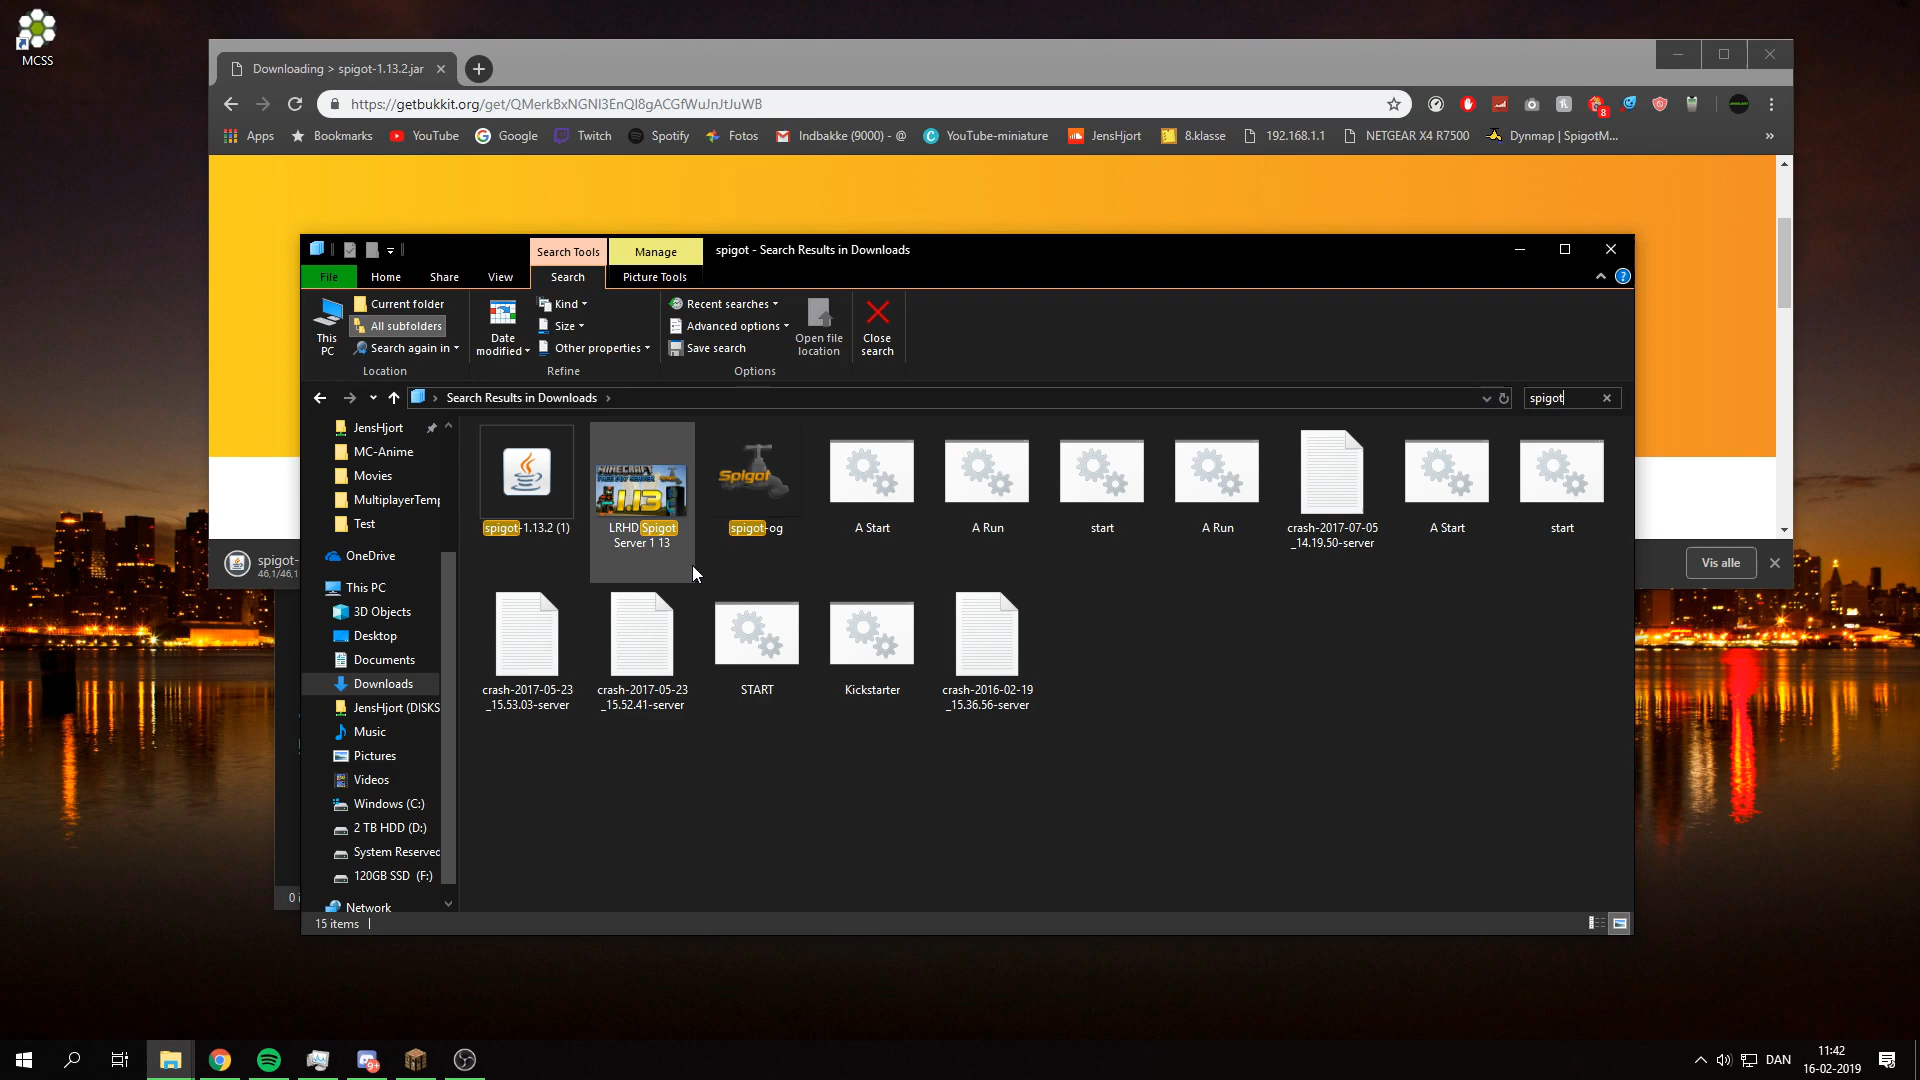 MCSS
Downloading > spigot-1.13.2.jar
https://getbukkit.org/get/QMerkBxNGNI3EnQI8gACGfWuJnJtJuWB
8
Apps
Bookmarks
YouTube
Google
Twitch
Spotify
Fotos
Indbakke (9000) - @
YouTube-miniature
JensHjort
8.klasse
192.168.1.1
NETGEAR X4 R7500
Dynmap | SpigotM...
»
Search Tools
Manage
spigot - Search Results in Downloads
File
Home
Share
View
Search
Picture Tools
This PC
Current folder
All subfolders
Search again in
Location
Date modified
Kind
Size
Other properties
Refine
Recent searches
Advanced options
Save search
Options
Open file location
Close search
Search Results in Downloads
spigot
JensHjort
MC-Anime
Movies
MultiplayerTemp
Test
OneDrive
This PC
3D Objects
Desktop
Documents
Downloads
JensHjort (DISKS
Music
Pictures
Videos
Windows (C:)
2 TB HDD (D:)
System Reserved
120GB SSD (F:)
Network
MINECRAFT
1.13
Spigot
spigot-1.13.2 (1)
LRHD Spigot
Server 1 13
spigot-og
A Start
A Run
start
A Run
crash-2017-07-05
_14.19.50-server
A Start
start
crash-2017-05-23
_15.53.03-server
crash-2017-05-23
_15.52.41-server
START
Kickstarter
crash-2016-02-19
_15.36.56-server
15 items
0 i
spigot-
46,1/46,1
Vis alle
9+
DAN
11:42
16-02-2019